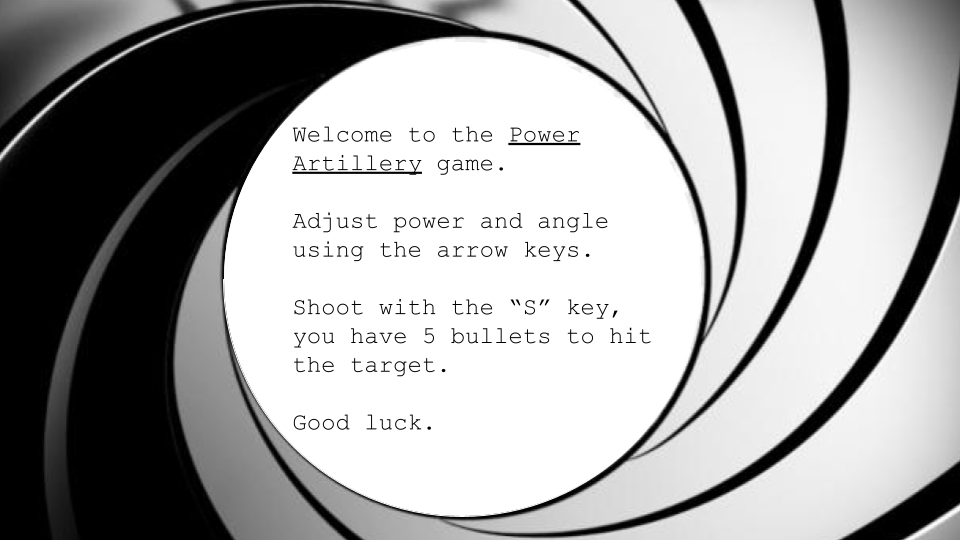 Welcome to the Power
Artillery game.
Adjust power and angle
using the arrow keys.
Shoot with the “S” key,
you have 5 bullets to hit
the target.
Good luck.